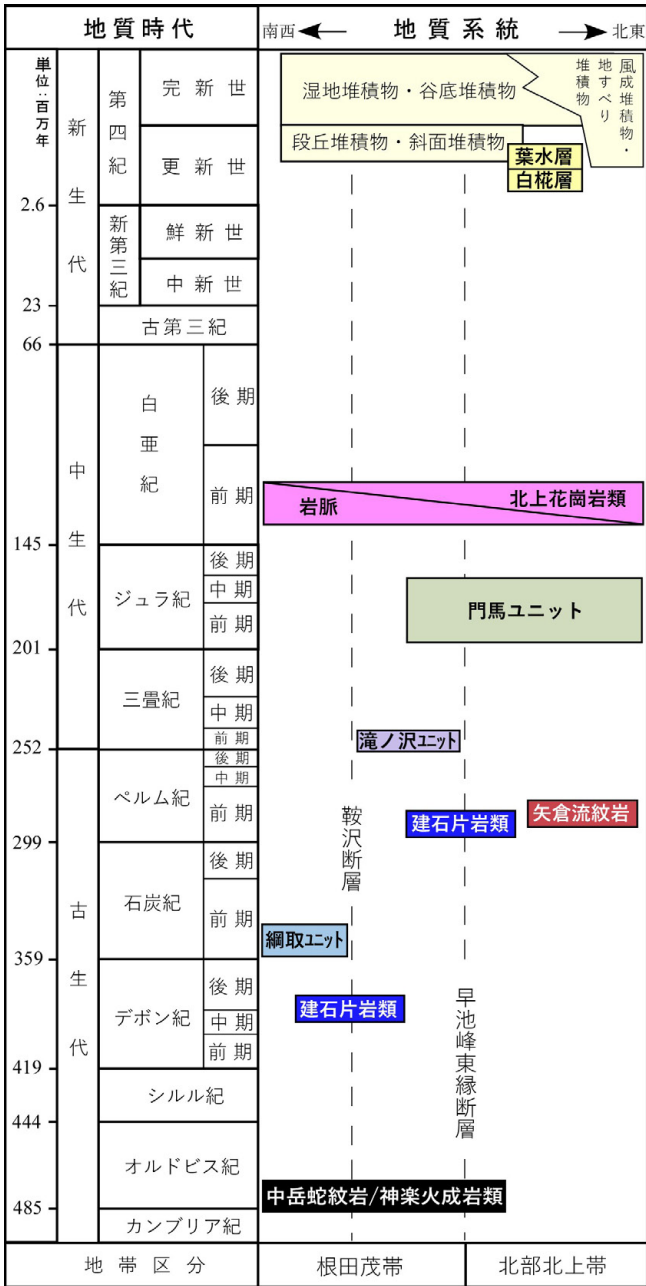 地質時代
南西 地質系統 北東
単位：百万年
新生代
第四紀
完新世
更新世
2.6
新第三紀
鮮新世
中新世
23
古第三紀
66
中生代
白亜紀
後期
前期
145
ジュラ紀
後期
中期
前期
201
三畳紀
後期
中期
前期
252
古生代
ペルム紀
後期
中期
前期
299
石炭紀
後期
前期
359
デボン紀
後期
中期
前期
419
シルル紀
444
オルドビス紀
485
カンブリア紀
湿地堆積物・谷底堆積物
風成堆積物・
地すべり
堆積物
段丘堆積物・斜面堆積物
葉水層
白椛層
岩脈
北上花崗岩類
門馬ユニット
滝ノ沢ユニット
鞍沢断層
建石片岩類
矢倉流紋岩
綱取ユニット
建石片岩類
早池峰東縁断層
中岳蛇紋岩/神楽火成岩類
地帯区分
根田茂帯
北部北上帯